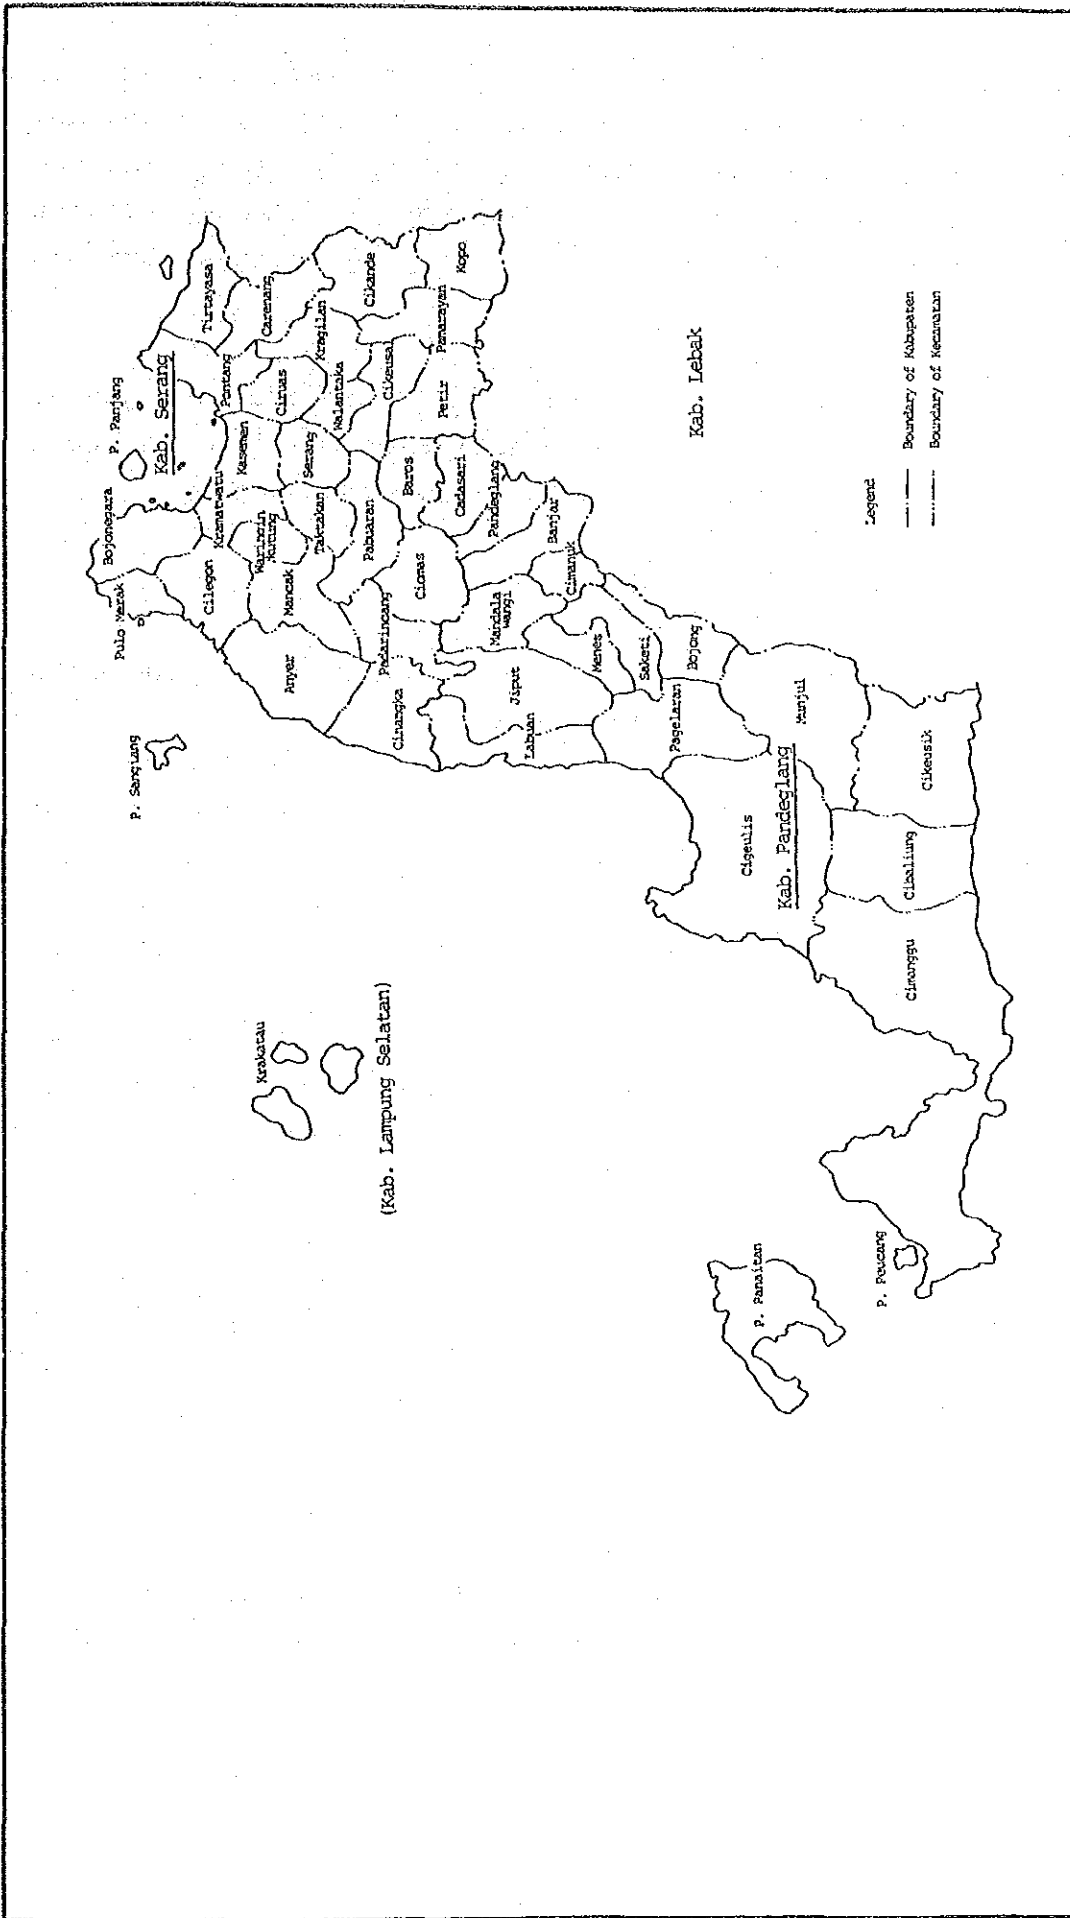 Pulo Merak
Bojonegara
P. Panjang
Kab. Serang
Tirtayasa
P. Sangiang
Cilegon
Kramatwatu
Pontang
Carenang
Kasemen
Ciruas
Kragilan
Waringin
Kurung
Mancak
Serang
Anyer
Taktakan
Walantaka
Cikande
Pabuaran
Cikeusal
Padarincang
Cinangka
Baros
Ciomas
Petir
Pamarayan
Kopo
Cadasari
Pandeglang
Mandala
wangi
Jiput
Labuan
Banjar
Cimanuk
Menes
Saketi
Bojong
Pagelaran
Munjul
Cigeulis
Kab. Pandeglang
Cikeusik
Cibaliung
Cimanggu
Krakatau
(Kab. Lampung Selatan)
P. Panaitan
P. Peucang
Kab. Lebak
Legend
Boundary of Kabupaten
Boundary of Kecamatan